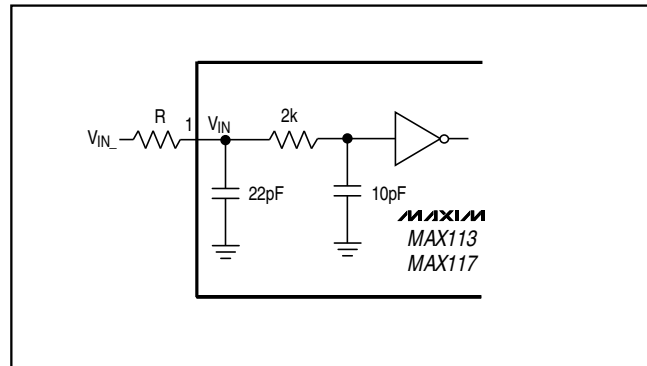 R
1
V_IN
2k
V_IN_
22pF
10pF
MAXIM
MAX113
MAX117